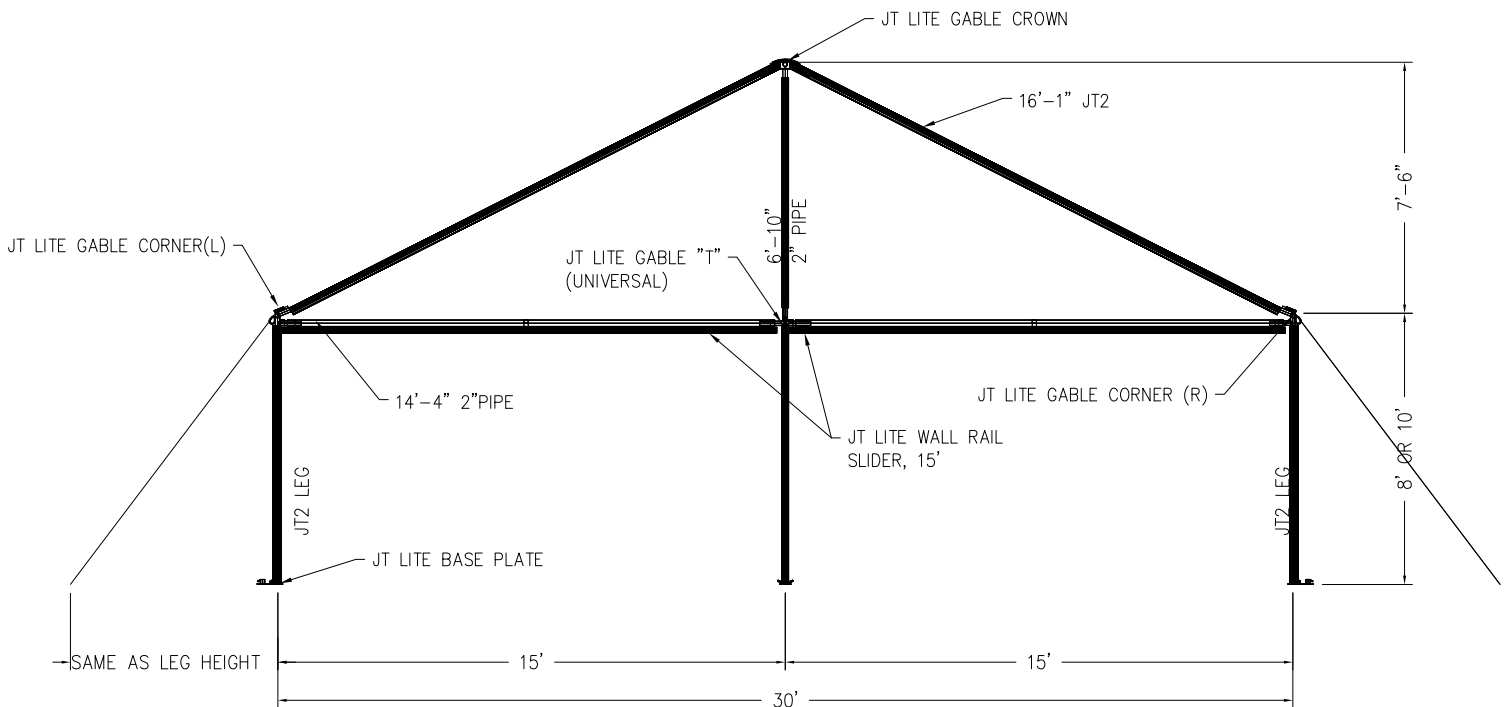 JT LITE GABLE CROWN
16'-1" JT2
7'-6"
6'-10"
2" PIPE
JT LITE GABLE CORNER(L)
JT LITE GABLE "T"
(UNIVERSAL)
14'-4" 2"PIPE
JT LITE GABLE CORNER (R)
JT LITE WALL RAIL
SLIDER, 15'
8' OR 10'
JT2 LEG
JT2 LEG
JT LITE BASE PLATE
SAME AS LEG HEIGHT
15'
15'
30'